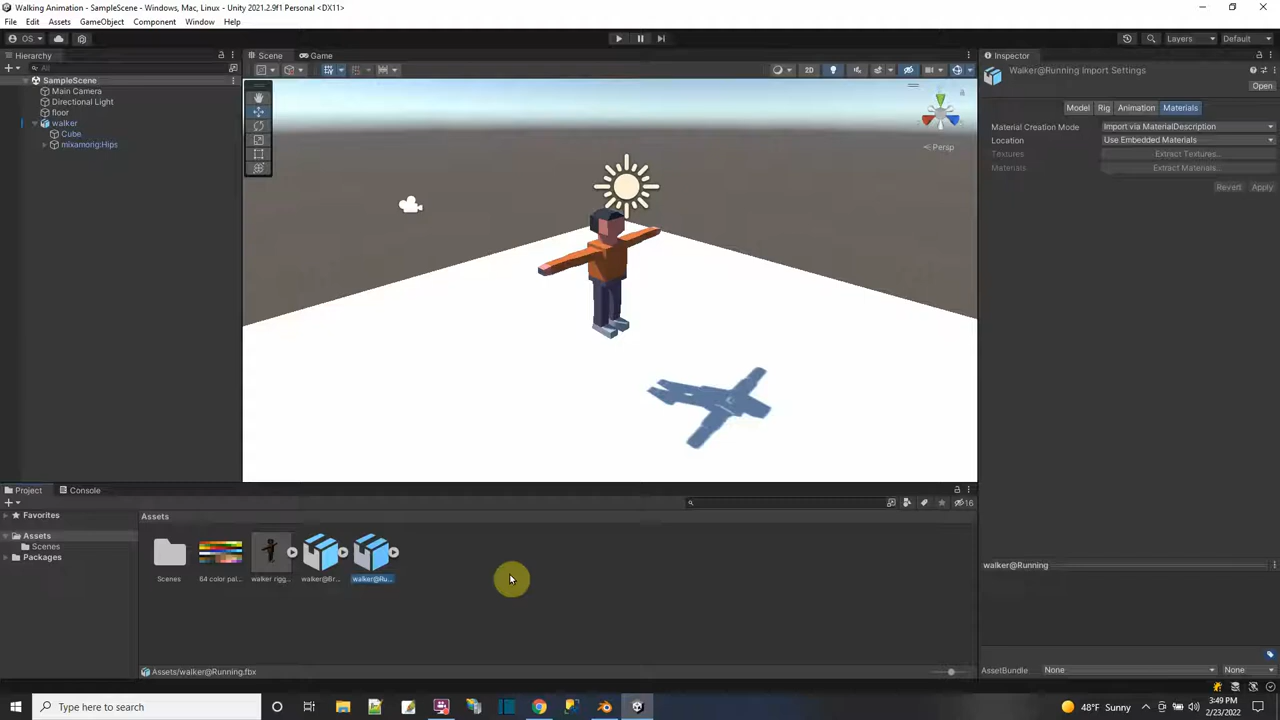 Walking Animation - SampleScene - Windows, Mac, Linux - Unity 2021.2.9f1 Personal <DX11>
File Edit Assets GameObject Component Window Help
OS Layers Default
Hierarchy Scene Game Inspector
All
2D
SampleScene
Main Camera
Directional Light
floor
walker
Cube
mixamorig:Hips
Persp
Walker@Running Import Settings
Open
Model Rig Animation Materials
Material Creation Mode Import via MaterialDescription
Location Use Embedded Materials
Textures Extract Textures...
Materials Extract Materials...
Revert Apply
Project Console
16
Favorites
Assets
Scenes
Packages
Assets
Scenes 64 color pal... walker rigg... walker@Br... walker@Ru...
Assets/walker@Running.fbx
walker@Running
AssetBundle None None
Type here to search
48°F Sunny
3:49 PM
2/23/2022